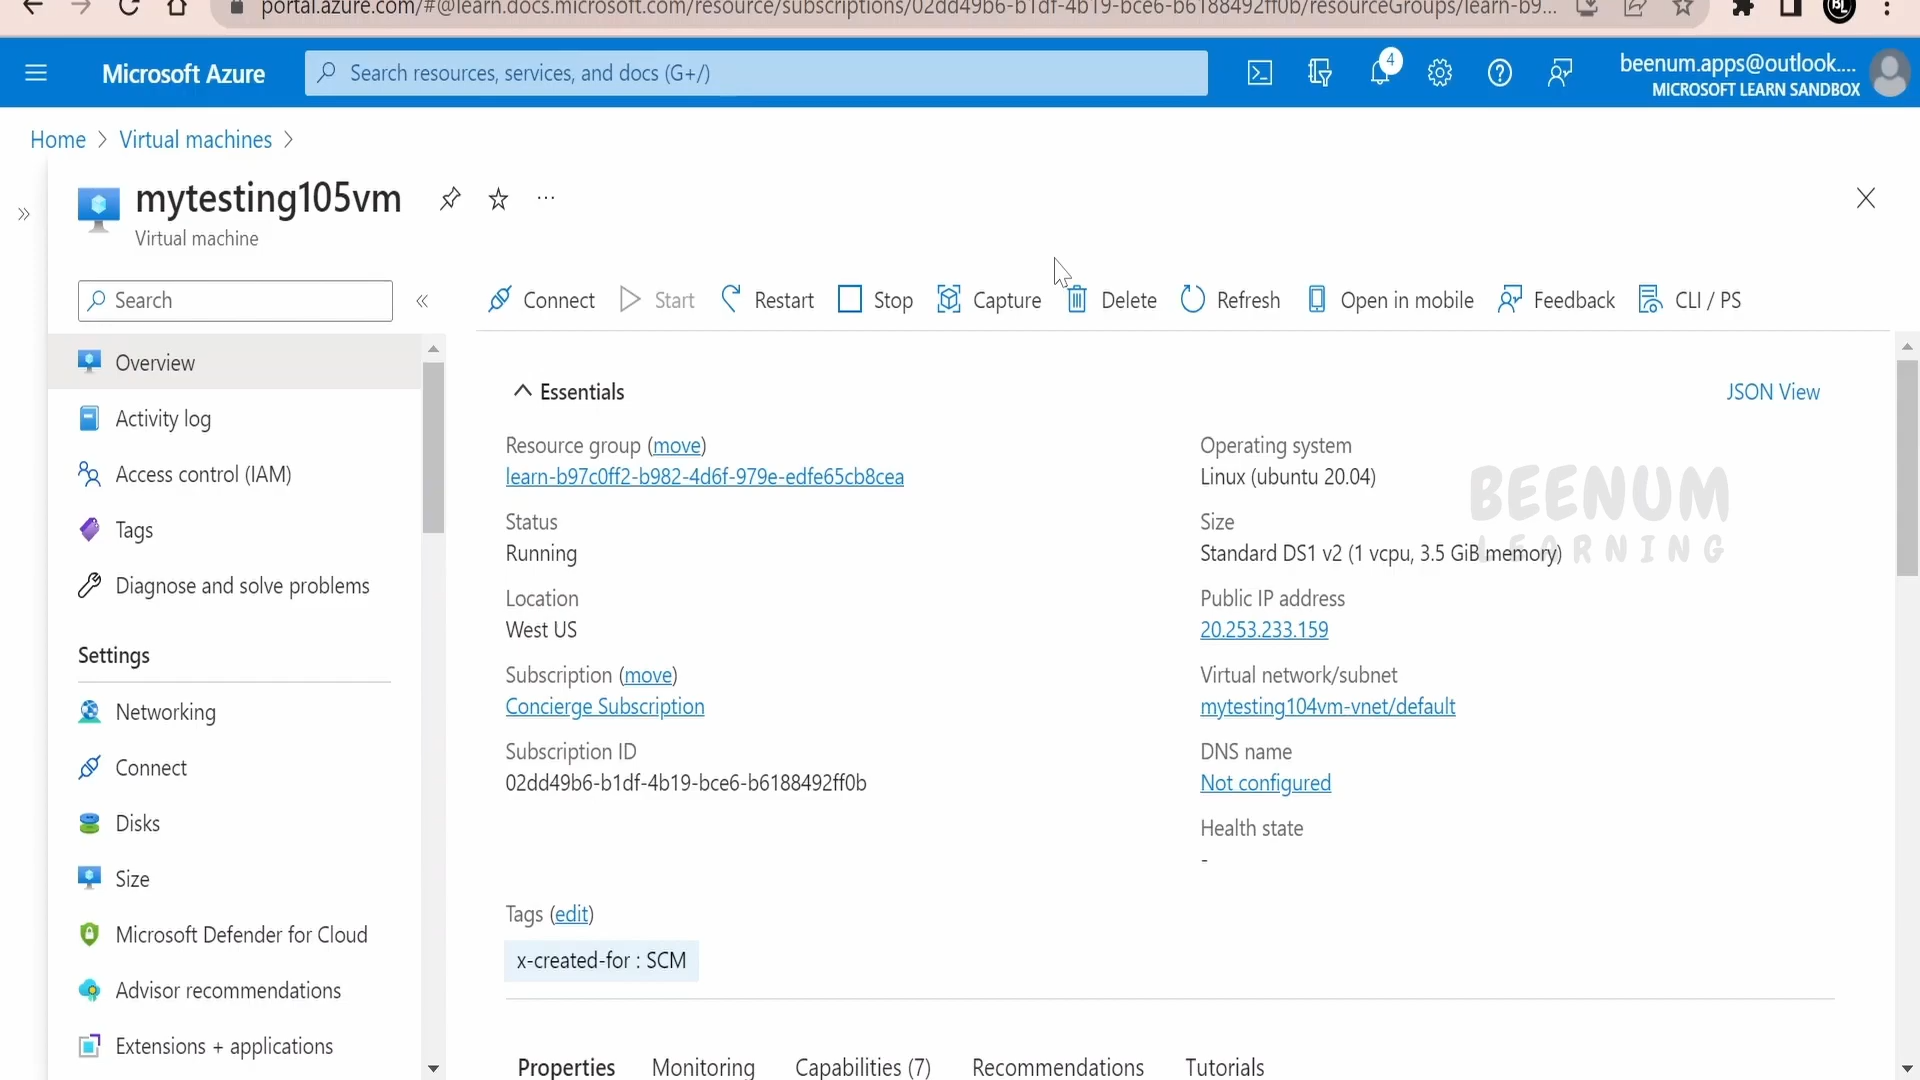 portal.azure.com/#@learn.docs.microsoft.com/resource/subscriptions/02dd49b6-b1df-4b19-bce6-b6188492ff0b/resourceGroups/learn-b9...
BL
Microsoft Azure
Search resources, services, and docs (G+/)
4
beenum.apps@outlook....
MICROSOFT LEARN SANDBOX
Home > Virtual machines >
mytesting105vm
Virtual machine
Search
Connect Start Restart Stop Capture Delete Refresh Open in mobile Feedback CLI / PS
Overview
Activity log
Access control (IAM)
Tags
Diagnose and solve problems
Settings
Networking
Connect
Disks
Size
Microsoft Defender for Cloud
Advisor recommendations
Extensions + applications
Essentials
JSON View
Resource group (move)
learn-b97c0ff2-b982-4d6f-979e-edfe65cb8cea
Status
Running
Location
West US
Subscription (move)
Concierge Subscription
Subscription ID
02dd49b6-b1df-4b19-bce6-b6188492ff0b
Operating system
Linux (ubuntu 20.04)
Size
Standard DS1 v2 (1 vcpu, 3.5 GiB memory)
Public IP address
20.253.233.159
Virtual network/subnet
mytesting104vm-vnet/default
DNS name
Not configured
Health state
-
BEENUM
LEARNING
Tags (edit)
x-created-for : SCM
Properties Monitoring Capabilities (7) Recommendations Tutorials